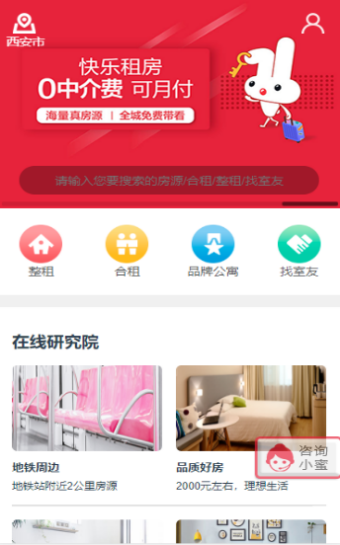 西安市
快乐租房
0中介费 可月付
海量真房源 | 全城免费带看
请输入您要搜索的房源/合租/整租/找室友
整租 合租 品牌公寓 找室友
在线研究院
地铁周边
地铁站附近2公里房源
品质好房
2000元左右，理想生活
咨询
小蜜